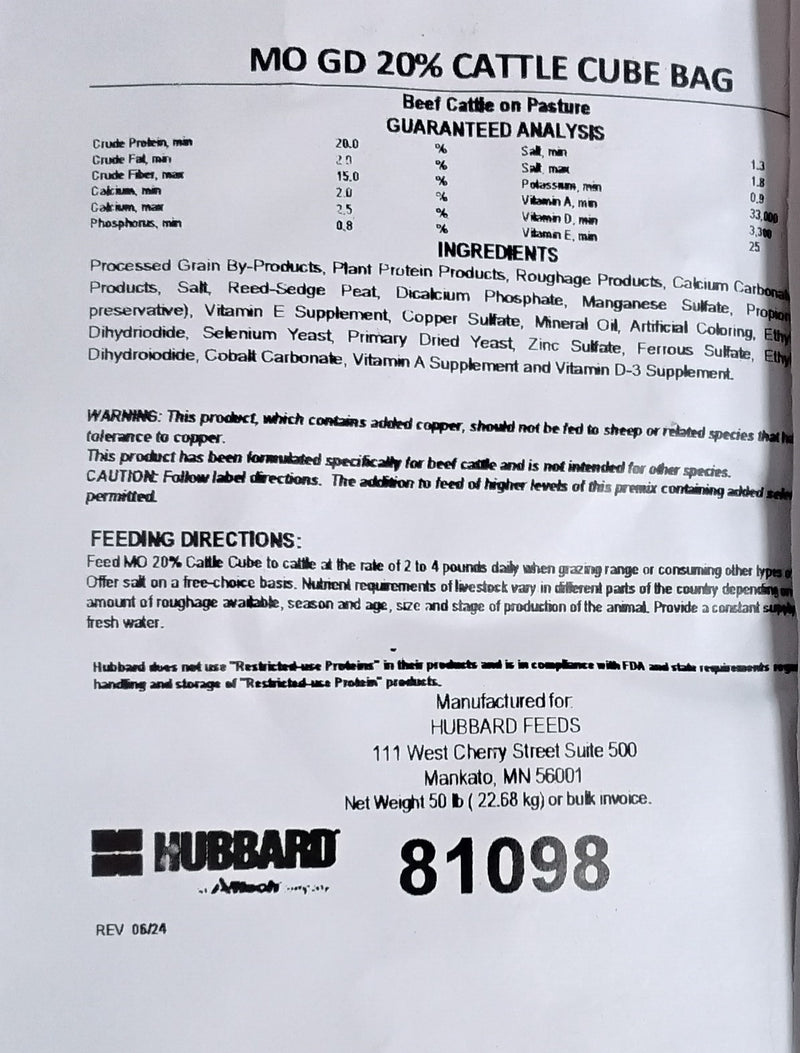 MO GD 20% CATTLE CUBE BAG
Beef Cattle on Pasture
GUARANTEED ANALYSIS
Crude Protein, min 20.0 %
Crude Fat, min 2.0 %
Crude Fiber, max 15.0 %
Calcium, min 2.0 %
Calcium, max 2.5 %
Phosphorus, min 0.8 %
Salt, min 1.3
Salt, max 1.8
Potassium, min 0.9
Vitamin A, min 33,000
Vitamin D, min 3,300
Vitamin E, min 25
INGREDIENTS
Processed Grain By-Products, Plant Protein Products, Roughage Products, Calcium Carbonat
Products, Salt, Reed-Sedge Peat, Dicalcium Phosphate, Manganese Sulfate, Propion
preservative), Vitamin E Supplement, Copper Sulfate, Mineral Oil, Artificial Coloring, Ethy
Dihydriodide, Selenium Yeast, Primary Dried Yeast, Zinc Sulfate, Ferrous Sulfate, Ethy
Dihydroiodide, Cobalt Carbonate, Vitamin A Supplement and Vitamin D-3 Supplement.
WARNING: This product, which contains added copper, should not be fed to sheep or related species that
tolerance to copper.
This product has been formulated specifically for beef cattle and is not intended for other species.
CAUTION: Follow label directions. The addition to feed of higher levels of this premix containing added sele
permitted.
FEEDING DIRECTIONS:
Feed MO 20% Cattle Cube to cattle at the rate of 2 to 4 pounds daily when grazing range or consuming other types o
Offer salt on a free-choice basis. Nutrient requirements of livestock vary in different parts of the country depending on
amount of roughage available, season and age, size and stage of production of the animal. Provide a constant supply
fresh water.
Hubbard does not use "Restricted-use Proteins" in their products and is in compliance with FDA and state requirements rega
handling and storage of "Restricted-use Protein" products.
Manufactured for:
HUBBARD FEEDS
111 West Cherry Street Suite 500
Mankato, MN 56001
Net Weight 50 lb ( 22.68 kg) or bulk invoice.
HUBBARD
Alltech
81098
REV 06/24